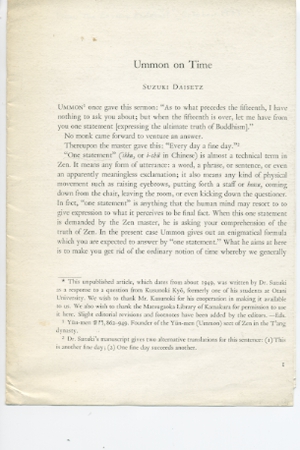 Ummon on Time
SUZUKI DAISETZ
UMMON¹ once gave this sermon: "As to what precedes the fifteenth, I have
nothing to ask you about; but when the fifteenth is over, let me have from
you one statement [expressing the ultimate truth of Buddhism]."
No monk came forward to venture an answer.
Thereupon the master gave this: "Every day a fine day."²
"One statement" (ikku, or i-chü in Chinese) is almost a technical term in
Zen. It means any form of utterance: a word, a phrase, or sentence, or even
an apparently meaningless exclamation; it also means any kind of physical
movement such as raising eyebrows, putting forth a staff or hossu, coming
down from the chair, leaving the room, or even kicking down the questioner.
In fact, "one statement" is anything that the human mind may resort to to
give expression to what it perceives to the final fact. When this one statement
is demanded by the Zen master, he is asking your comprehension of the
truth of Zen. In the present case Ummon gives out an enigmatical formula
which you are expected to answer by "one statement." What he aims at here
is to make you get rid of the ordinary notion of time whereby we generally
* This unpublished article, which dates from about 1949, was written by Dr. Suzuki
as a response to a question from Kusunoki Kyō, formerly one of his students at Otani
University. We wish to thank Mr. Kusunoki for his cooperation in making it available
to us. We also wish to thank the Matsugaoka Library of Kamakura for permission to use
it here. Slight editorial revisions and footnotes have been added by the editors. —Eds.
¹ Yün-men 雲門, 862-949. Founder of the Yün-men (Ummon) sect of Zen in the T'ang
dynasty.
² Dr. Suzuki's manuscript gives two alternative translations for this sentence: (1) This
is another fine day; (2) One fine day succeeds another.
1